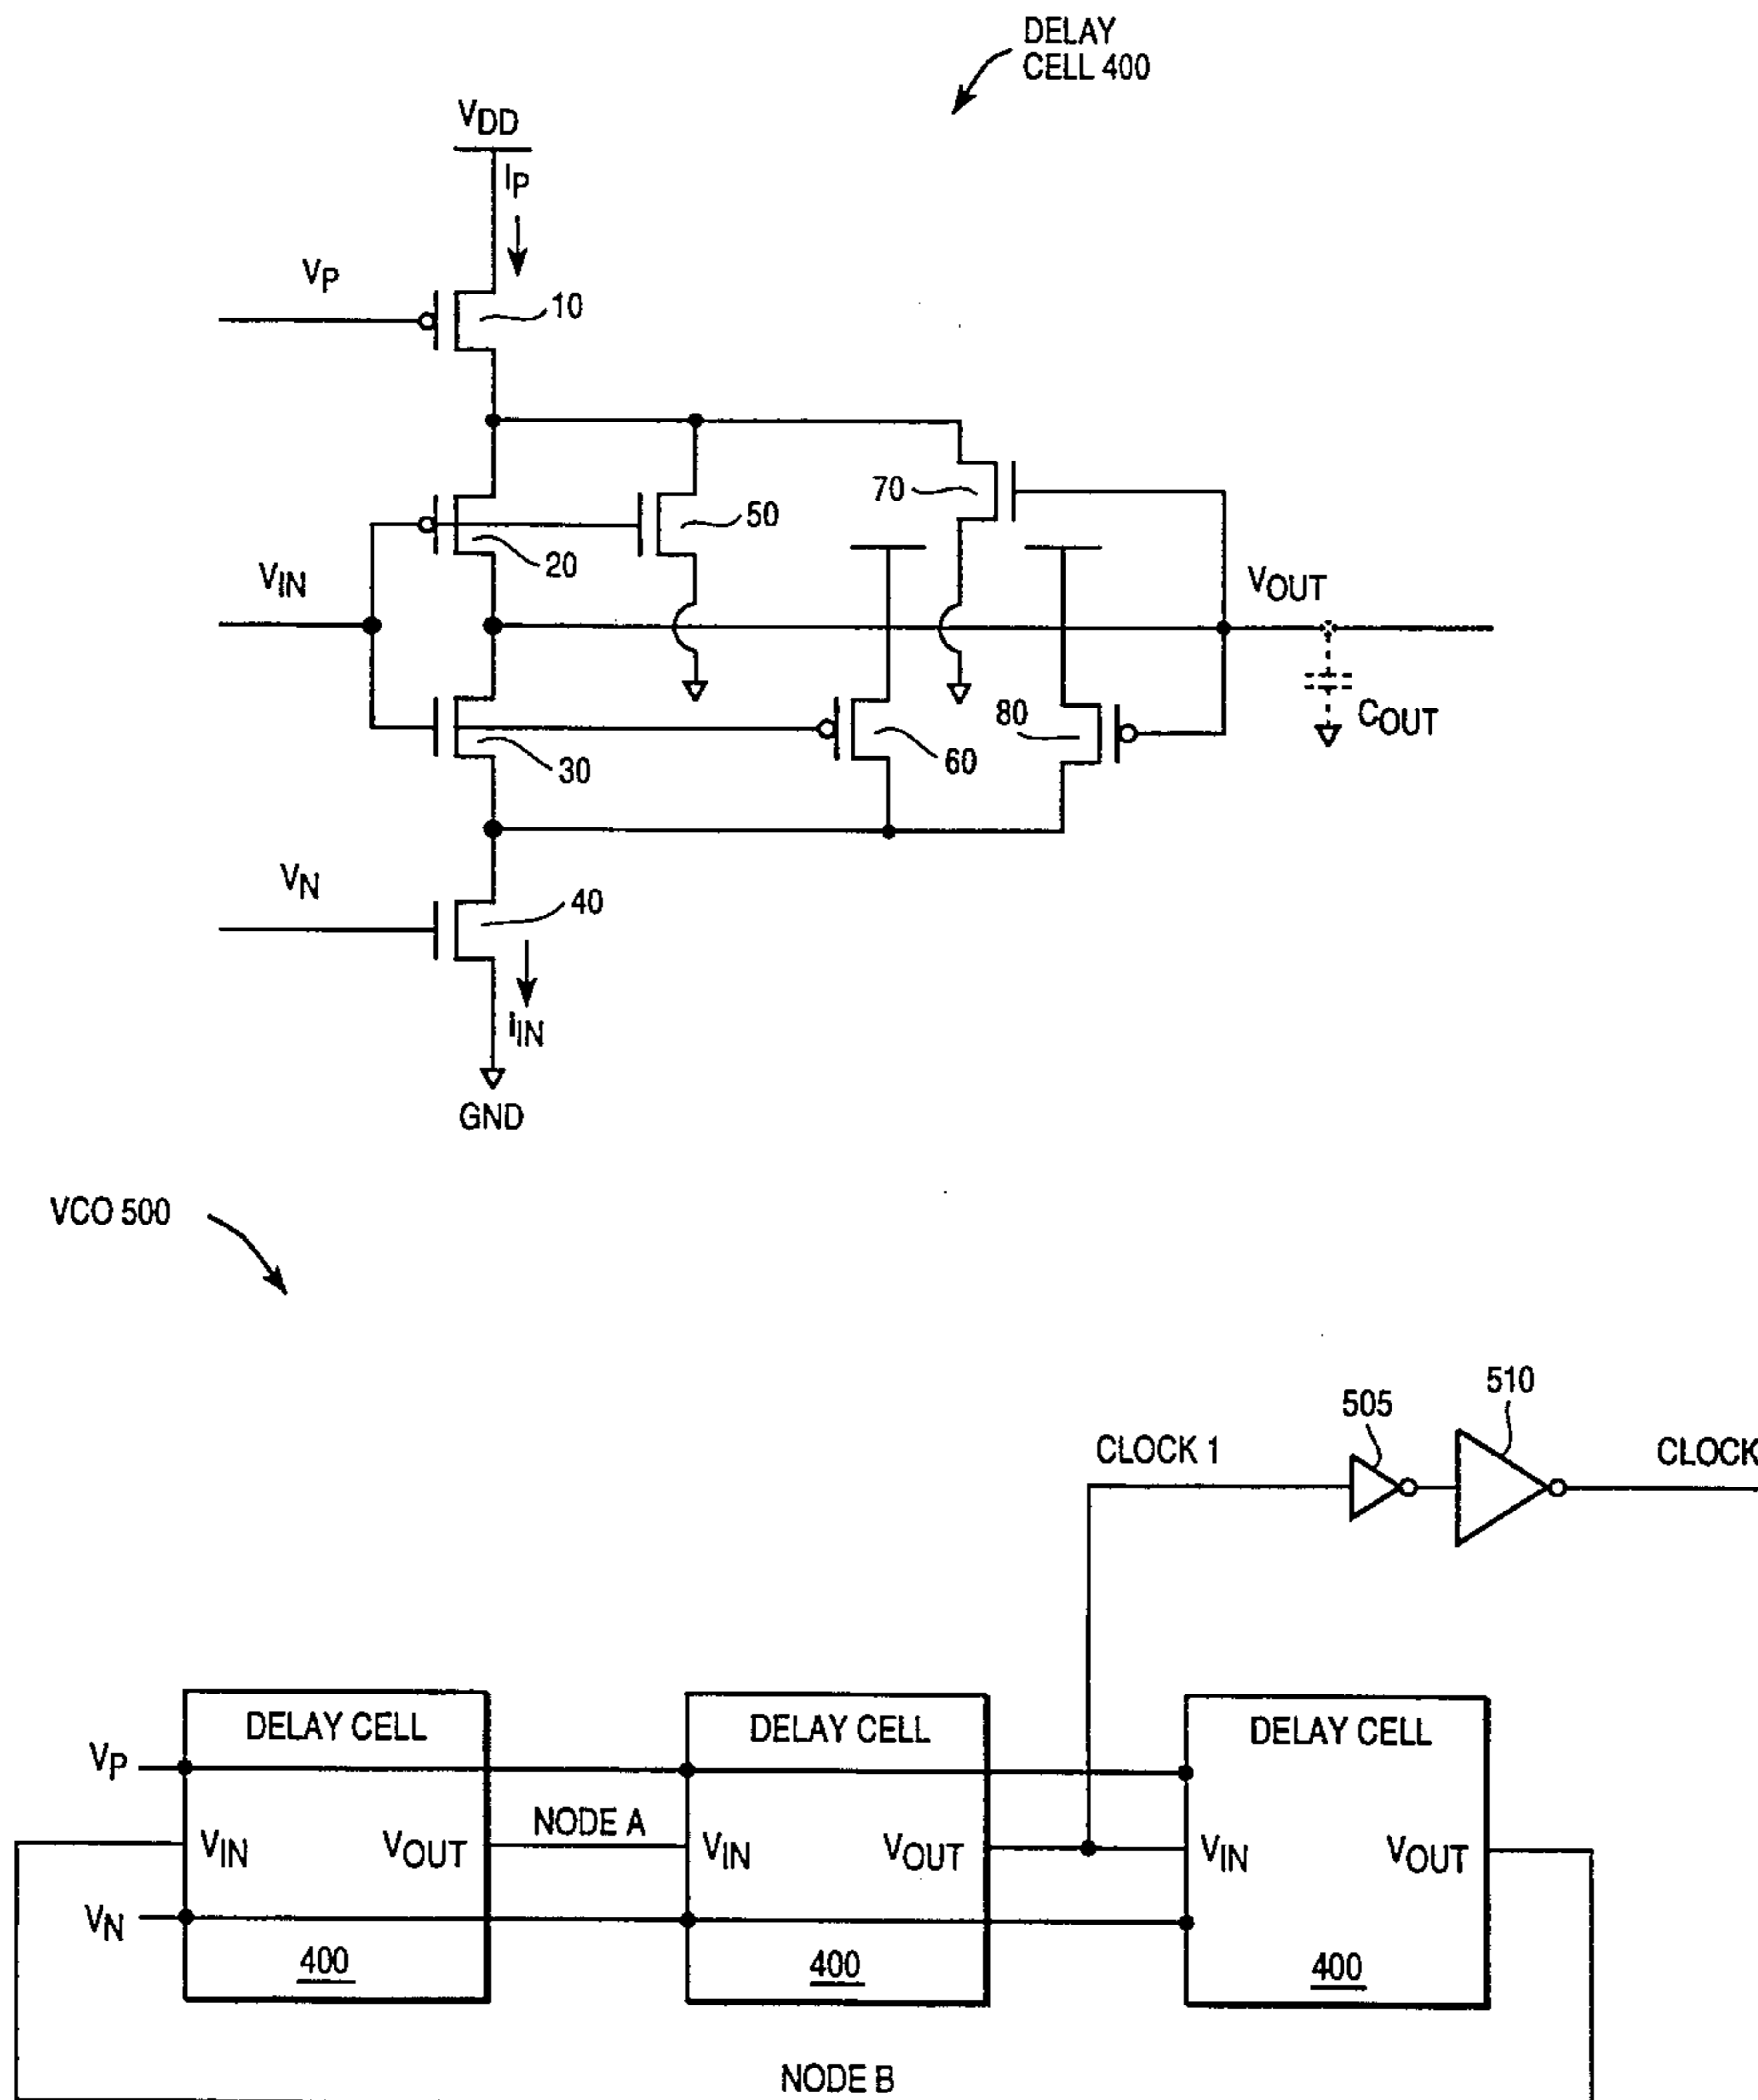 DELAY
CELL 400
VDD
IP
VP
10
70
50
20
VIN
VOUT
80
COUT
60
30
VN
40
iIN
GND
VCO 500
510
505
CLOCK 1
CLOCK
DELAY CELL
DELAY CELL
DELAY CELL
VP
NODE A
VIN
VOUT
VIN
VOUT
VIN
VOUT
VN
400
400
400
NODE B